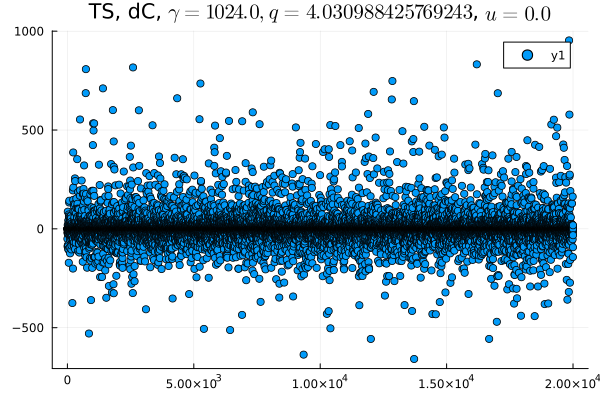 TS, dC, γ = 1024.0, q = 4.030988425769243, u = 0.0
1000
y1
500
0
−500
0 5.00×10³ 1.00×10⁴ 1.50×10⁴ 2.00×10⁴